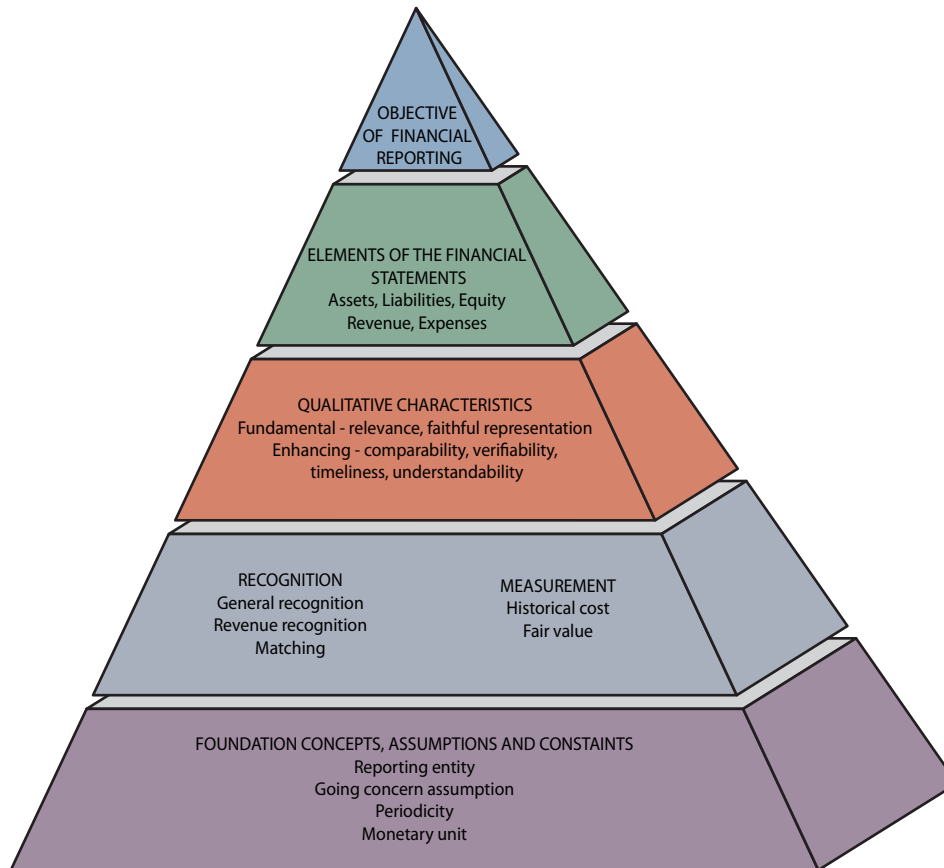 OBJECTIVE
OF FINANCIAL
REPORTING
ELEMENTS OF THE FINANCIAL
STATEMENTS
Assets, Liabilities, Equity
Revenue, Expenses
QUALITATIVE CHARACTERISTICS
Fundamental - relevance, faithful representation
Enhancing - comparability, verifiability,
timeliness, understandability
RECOGNITION
General recognition
Revenue recognition
Matching
MEASUREMENT
Historical cost
Fair value
FOUNDATION CONCEPTS, ASSUMPTIONS AND CONSTAINTS
Reporting entity
Going concern assumption
Periodicity
Monetary unit